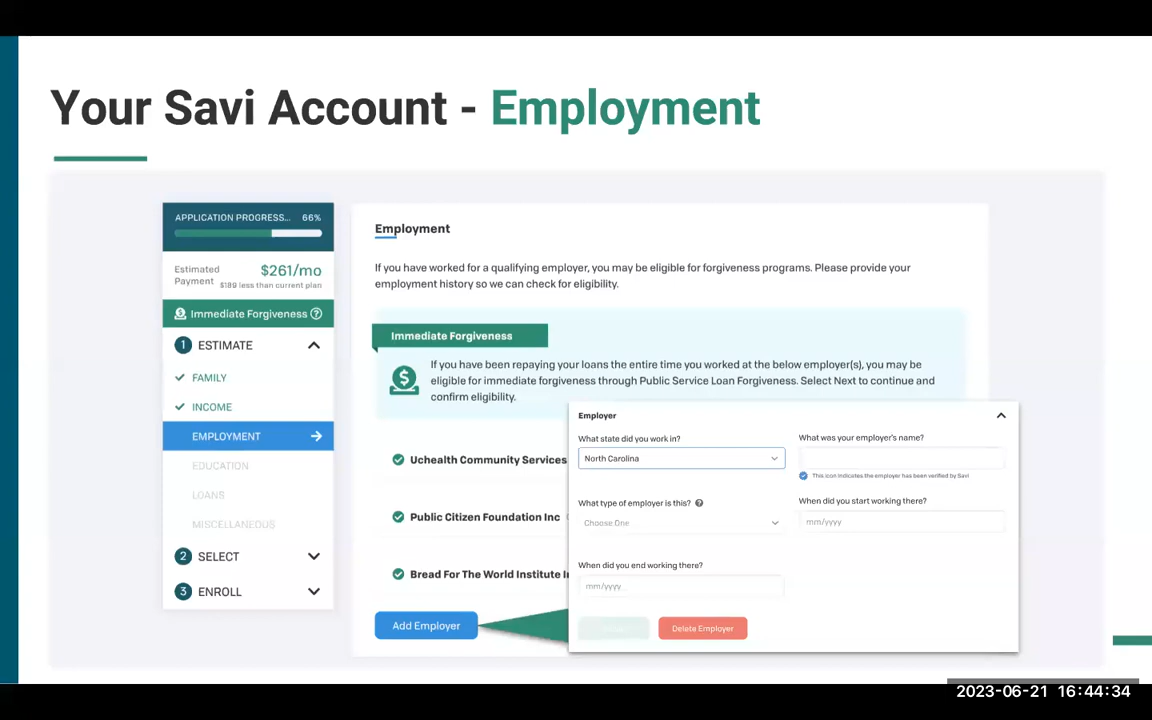 Your Savi Account - Employment
APPLICATION PROGRESS... 66%
Estimated Payment
$261/mo
$189 less than current plan
Immediate Forgiveness ?
1 ESTIMATE
FAMILY
INCOME
EMPLOYMENT
EDUCATION
LOANS
MISCELLANEOUS
2 SELECT
3 ENROLL
Employment
If you have worked for a qualifying employer, you may be eligible for forgiveness programs. Please provide your
employment history so we can check for eligibility.
Immediate Forgiveness
If you have been repaying your loans the entire time you worked at the below employer(s), you may be
eligible for immediate forgiveness through Public Service Loan Forgiveness. Select Next to continue and
confirm eligibility.
Uchealth Community Services
Public Citizen Foundation Inc
Bread For The World Institute
Add Employer
Employer
What state did you work in?
North Carolina
What was your employer's name?
This icon indicates the employer has been verified by Savi
What type of employer is this? ?
Choose One
When did you start working there?
mm/yyyy
When did you end working there?
mm/yyyy
Delete Employer
2023-06-21 16:44:34